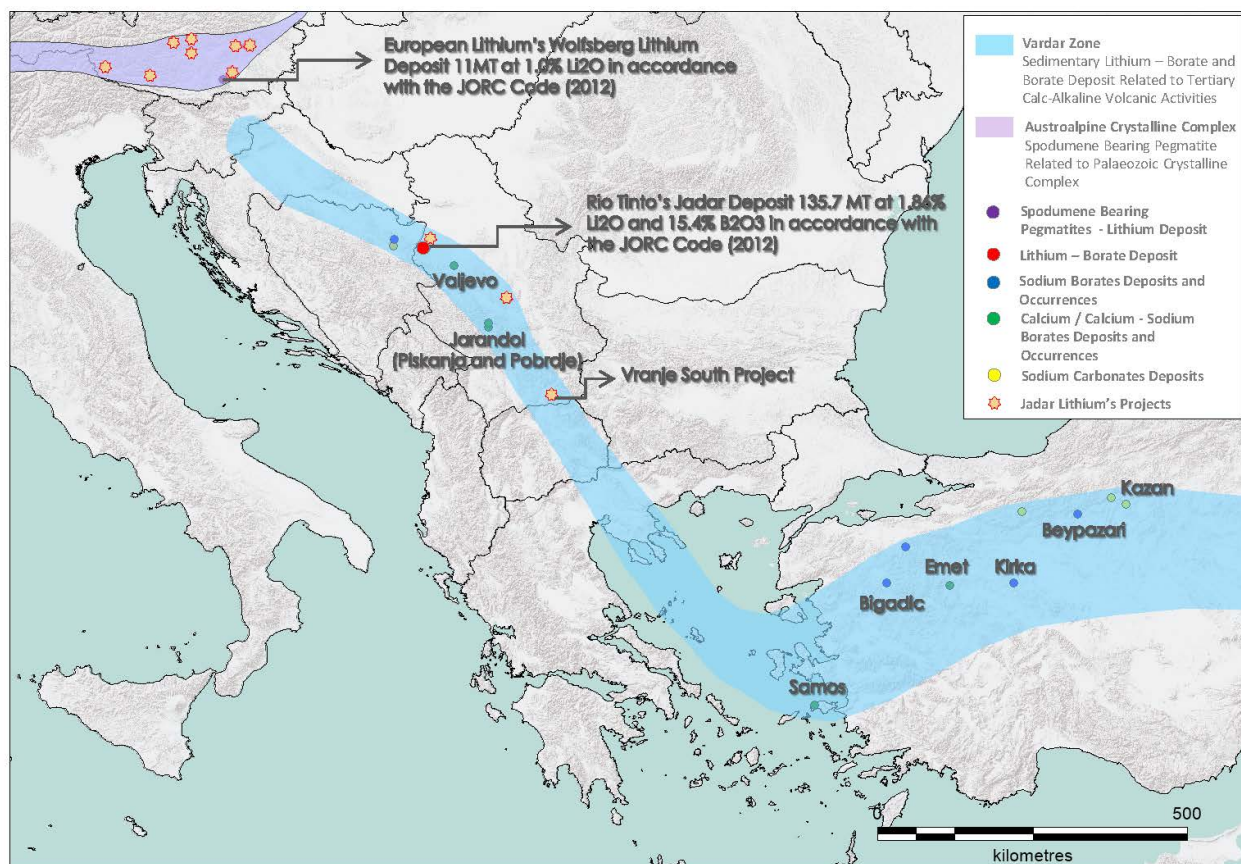 European Lithium's Wolfsberg Lithium
Deposit 11MT at 1.0% Li2O in accordance
with the JORC Code (2012)
Rio Tinto's Jadar Deposit 135.7 MT at 1.84%
Li2O and 15.4% B2O3 in accordance with
the JORC Code (2012)
Valjevo
Jarandol
(Piskanja and Pobrdje)
Vranje South Project
Kazan
Beypazari
Emet
Kirka
Bigadic
Samos
Vardar Zone
Sedimentary Lithium – Borate and
Borate Deposit Related to Tertiary
Calc-Alkaline Volcanic Activities
Austroalpine Crystalline Complex
Spodumene Bearing Pegmatite
Related to Palaeozoic Crystalline
Complex
Spodumene Bearing
Pegmatites - Lithium Deposit
Lithium – Borate Deposit
Sodium Borates Deposits and
Occurrences
Calcium / Calcium - Sodium
Borates Deposits and
Occurrences
Sodium Carbonates Deposits
Jadar Lithium's Projects
0 500
kilometres